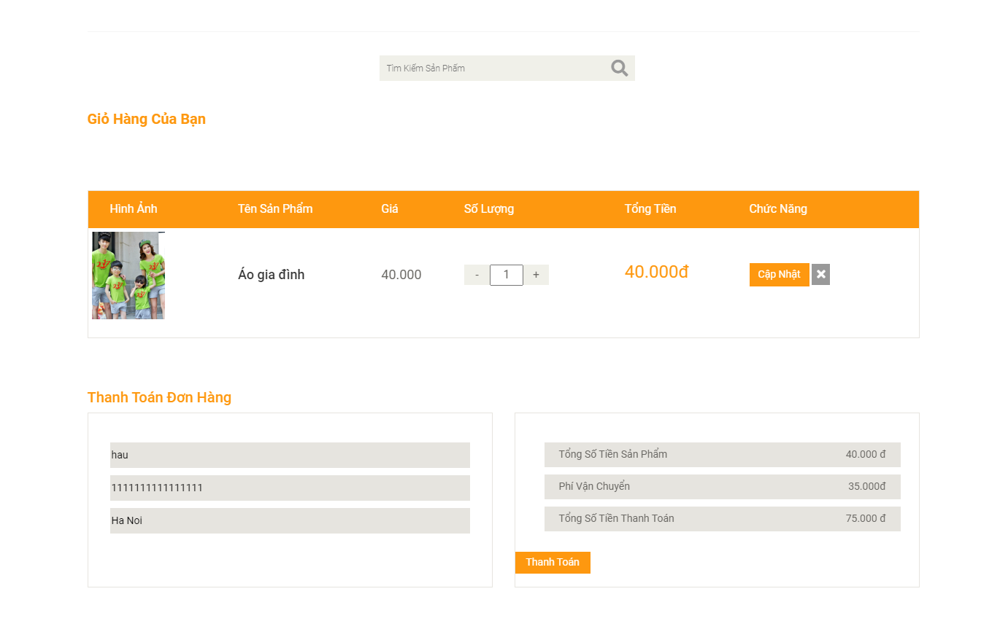 Tìm Kiếm Sản Phẩm
Giỏ Hàng Của Bạn
Hình Ảnh Tên Sản Phẩm Giá Số Lượng Tổng Tiền Chức Năng
Áo gia đình 40.000 - 1 + 40.000đ Cập Nhật
Thanh Toán Đơn Hàng
hau
1111111111111111
Ha Noi
Tổng Số Tiền Sản Phẩm 40.000 đ
Phí Vận Chuyển 35.000đ
Tổng Số Tiền Thanh Toán 75.000 đ
Thanh Toán